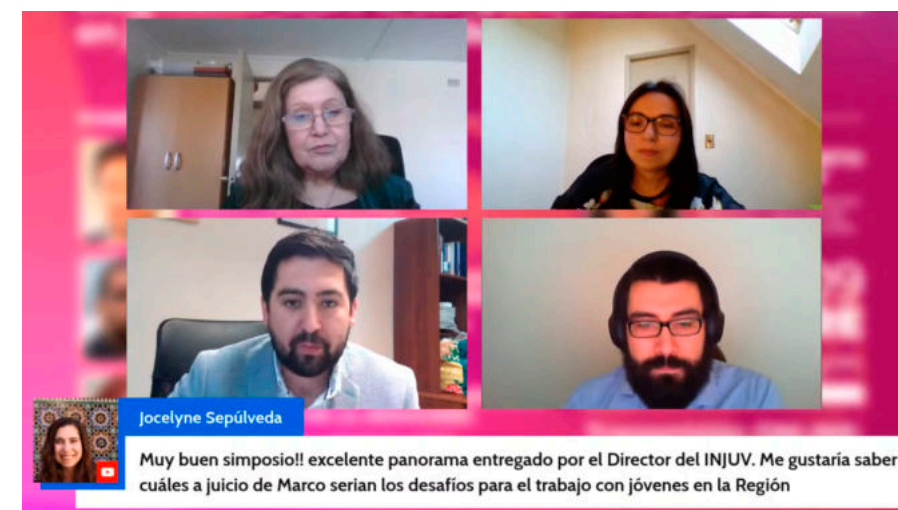 Jocelyne Sepúlveda
Muy buen simposio!! excelente panorama entregado por el Director del INJUV. Me gustaría saber
cuáles a juicio de Marco serian los desafíos para el trabajo con jóvenes en la Región